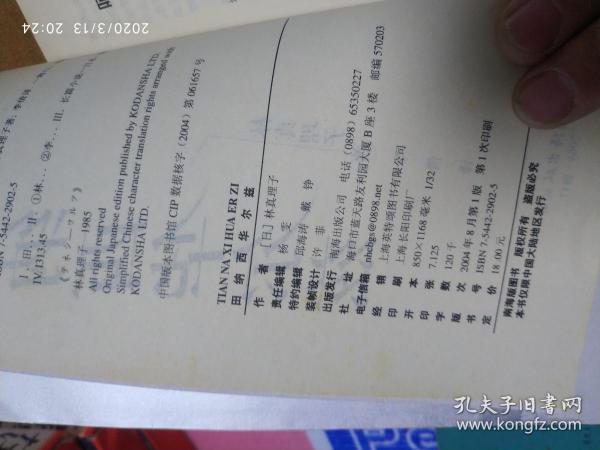 2020/3/13 20:24
ISBN 7-5442-2902-5
Ⅰ.田… Ⅱ.①林… ②李… Ⅲ.长篇小说
Ⅳ.I313.45
《テネシーワルツ》
林真理子 1985
All rights reserved
Original Japanese edition published by KODANSHA LTD.
Simplified Chinese character translation rights arranged with
KODANSHA LTD.
中国版本图书馆 CIP 数据核字 (2004) 第 061657 号
TIAN NA XI HUA ER ZI
田纳西华尔兹
作 者 [日] 林真理子
责任编辑 杨 雯
特约编辑 邱海涛 戴 铮
装帧设计 许 菲
出版发行 南海出版公司 电话 (0898) 65350227
社 址 海口市蓝天路友利园大厦 B 座 3 楼 邮编 570203
电子信箱 nhcbgs@0898.net
经 销 上海英特颂图书有限公司
印 刷 上海长阳印刷厂
开 本 850×1168 毫米 1/32
印 张 7.125
字 数 120 千
版 次 2004 年 8 月第 1 版 第 1 次印刷
书 号 ISBN 7-5442-2902-5
定 价 18.00 元
南海版图书 版权所有 盗版必究
本书仅限中国大陆地区发行
孔夫子旧书网
www.kongfz.com